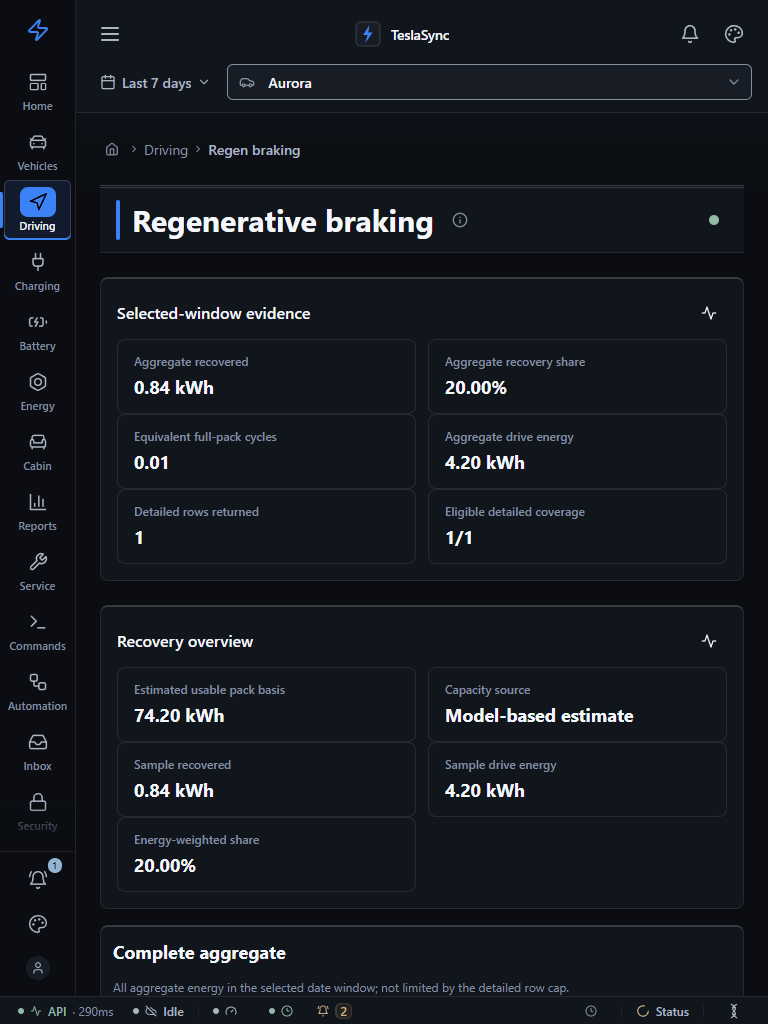 TeslaSync
Last 7 days
Aurora
Home
Vehicles
Driving
Charging
Battery
Energy
Cabin
Reports
Service
Commands
Automation
Inbox
Security
1
Driving > Regen braking
Regenerative braking
Selected-window evidence
Aggregate recovered
0.84 kWh
Aggregate recovery share
20.00%
Equivalent full-pack cycles
0.01
Aggregate drive energy
4.20 kWh
Detailed rows returned
1
Eligible detailed coverage
1/1
Recovery overview
Estimated usable pack basis
74.20 kWh
Capacity source
Model-based estimate
Sample recovered
0.84 kWh
Sample drive energy
4.20 kWh
Energy-weighted share
20.00%
Complete aggregate
All aggregate energy in the selected date window; not limited by the detailed row cap.
API · 290ms
Idle
2
Status